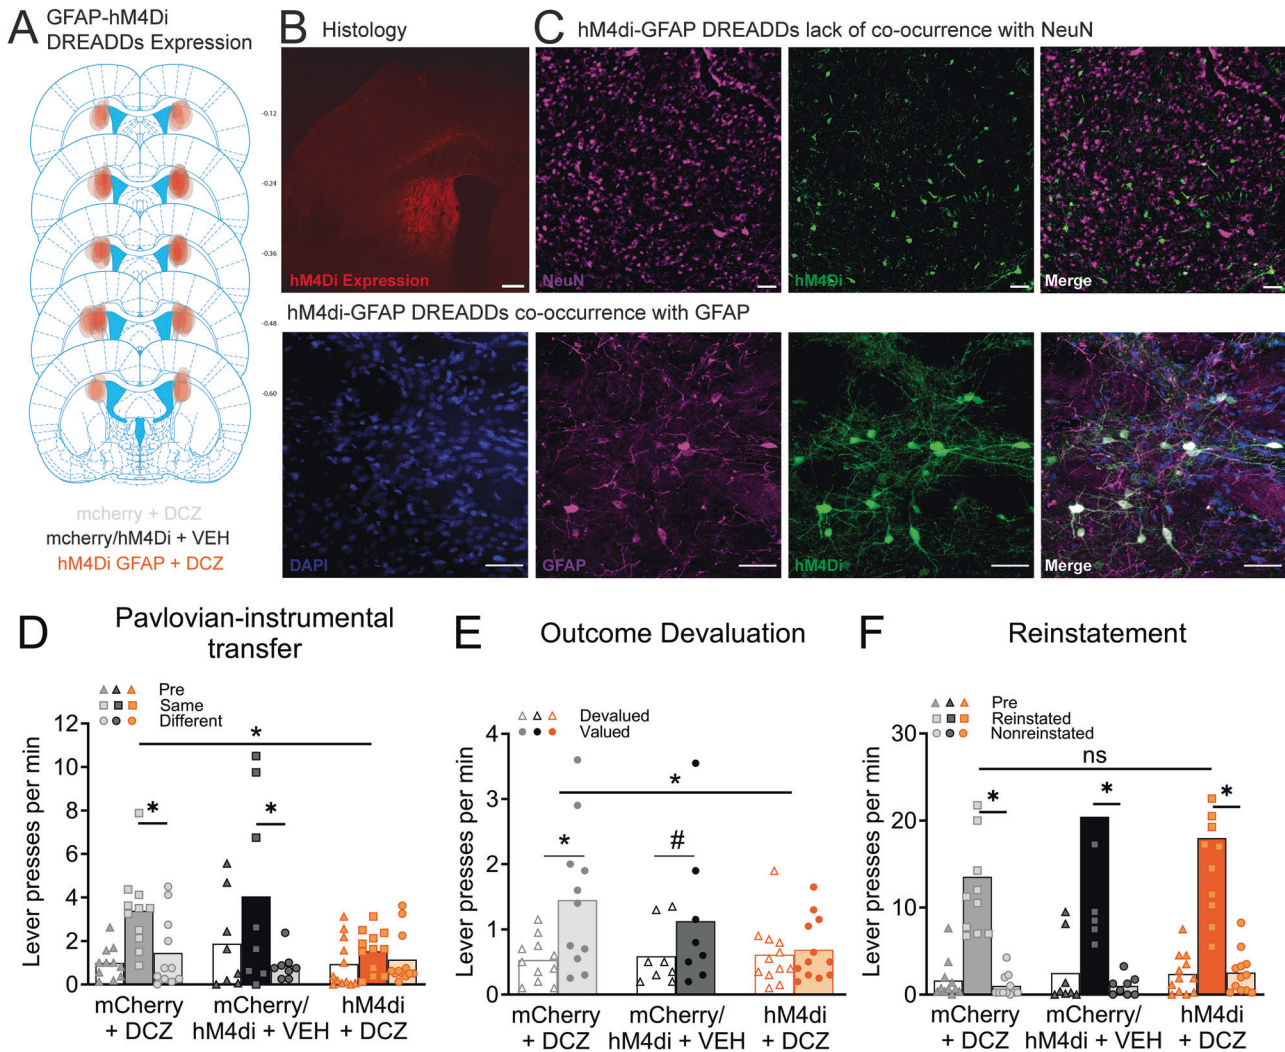 A GFAP-hM4Di
DREADDs Expression
-0.12
-0.24
-0.36
-0.48
-0.60
mcherry + DCZ
mcherry/hM4Di + VEH
hM4Di GFAP + DCZ
B Histology
hM4Di Expression
C hM4di-GFAP DREADDs lack of co-ocurrence with NeuN
NeuN
hM4Di
Merge
hM4di-GFAP DREADDs co-occurrence with GFAP
DAPI
GFAP
hM4Di
Merge
D Pavlovian-instrumental
transfer
Pre
Same
Different
Lever presses per min
12
10
8
6
4
2
0
*
*
*
mCherry
+ DCZ
mCherry/
hM4di + VEH
hM4di
+ DCZ
E Outcome Devaluation
Devalued
Valued
Lever presses per min
4
3
2
1
0
*
*
#
mCherry
+ DCZ
mCherry/
hM4di + VEH
hM4di
+ DCZ
F Reinstatement
Pre
Reinstated
Nonreinstated
Lever presses per min
30
20
10
0
ns
*
*
*
mCherry
+ DCZ
mCherry/
hM4di + VEH
hM4di
+ DCZ